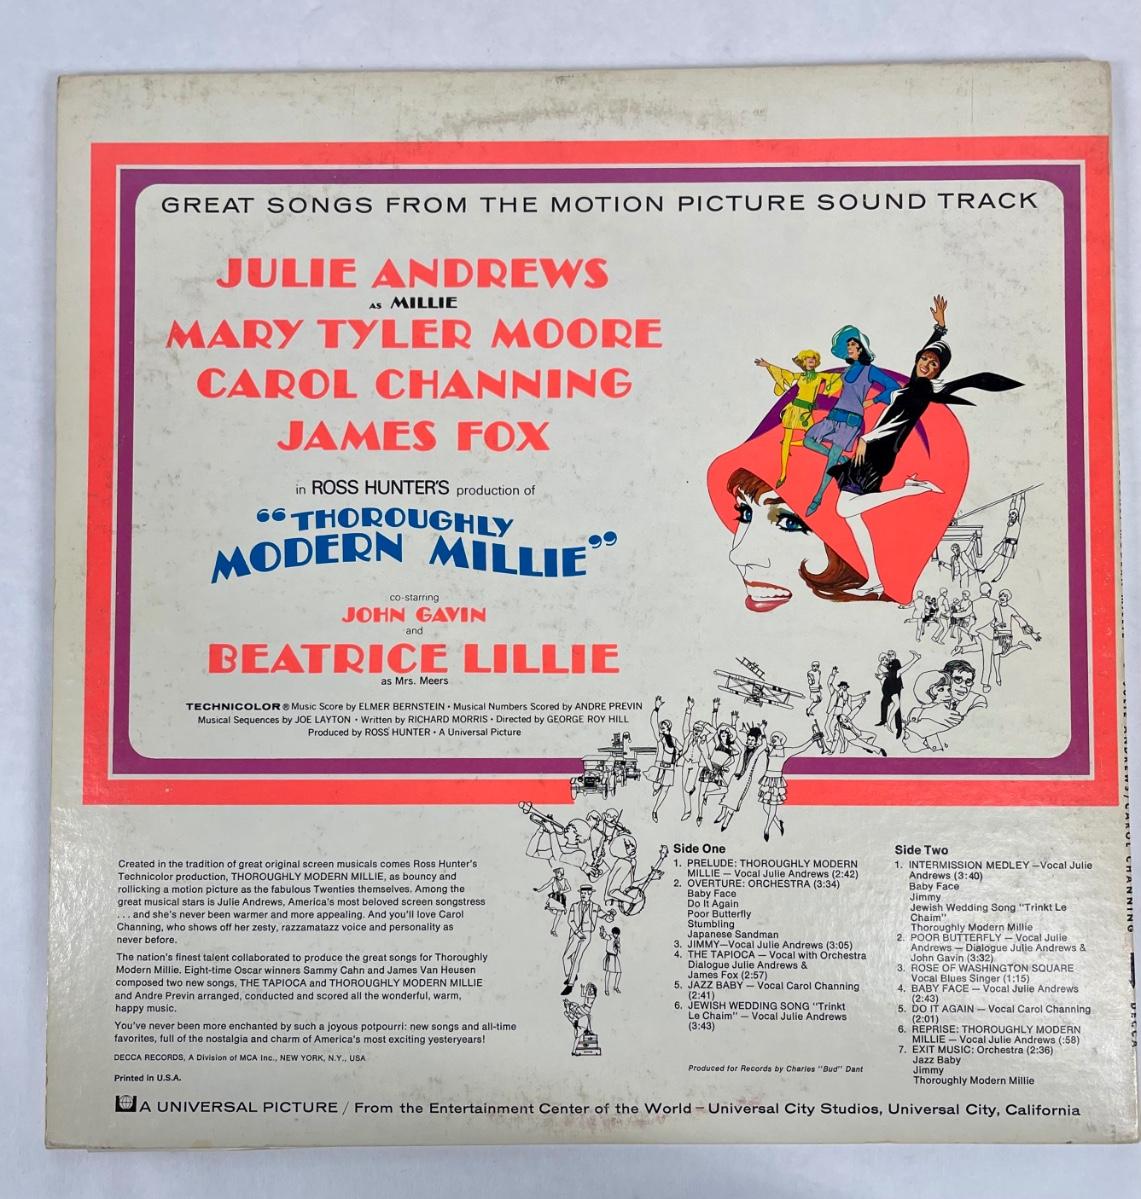 GREAT SONGS FROM THE MOTION PICTURE SOUND TRACK
JULIE ANDREWS
AS MILLIE
MARY TYLER MOORE
CAROL CHANNING
JAMES FOX
in ROSS HUNTER'S production of
“THOROUGHLY
MODERN MILLIE”
co-starring
JOHN GAVIN
and
BEATRICE LILLIE
as Mrs. Meers
TECHNICOLOR® Music Score by ELMER BERNSTEIN • Musical Numbers Scored by ANDRE PREVIN
Musical Sequences by JOE LAYTON • Written by RICHARD MORRIS • Directed by GEORGE ROY HILL
Produced by ROSS HUNTER • A Universal Picture
Created in the tradition of great original screen musicals comes Ross Hunter's
Technicolor production, THOROUGHLY MODERN MILLIE, as bouncy and
rollicking a motion picture as the fabulous Twenties themselves. Among the
great musical stars is Julie Andrews, America's most beloved screen songstress
... and she's never been warmer and more appealing. And you'll love Carol
Channing, who shows off her zesty, razzamatazz voice and personality as
never before.
The nation's finest talent collaborated to produce the great songs for Thoroughly
Modern Millie. Eight-time Oscar winners Sammy Cahn and James Van Heusen
composed two new songs, THE TAPIOCA and THOROUGHLY MODERN MILLIE
and Andre Previn arranged, conducted and scored all the wonderful, warm,
happy music.
You've never been more enchanted by such a joyous potpourri: new songs and all-time
favorites, full of the nostalgia and charm of America's most exciting yesteryears!
DECCA RECORDS, A Division of MCA Inc., NEW YORK, N.Y., USA
Printed in U.S.A.
Side One
1. PRELUDE: THOROUGHLY MODERN
MILLIE — Vocal Julie Andrews (2:42)
2. OVERTURE: ORCHESTRA (3:34)
Baby Face
Do It Again
Poor Butterfly
Stumbling
Japanese Sandman
3. JIMMY—Vocal Julie Andrews (3:05)
4. THE TAPIOCA — Vocal with Orchestra
Dialogue Julie Andrews &
James Fox (2:57)
5. JAZZ BABY — Vocal Carol Channing
(2:41)
6. JEWISH WEDDING SONG "Trinkt
Le Chaim" — Vocal Julie Andrews
(3:43)
Produced for Records by Charles "Bud" Dant
Side Two
1. INTERMISSION MEDLEY —Vocal Julie
Andrews (3:40)
Baby Face
Jimmy
Jewish Wedding Song "Trinkt Le
Chaim"
Thoroughly Modern Millie
2. POOR BUTTERFLY — Vocal Julie
Andrews — Dialogue Julie Andrews &
John Gavin (3:32)
3. ROSE OF WASHINGTON SQUARE
Vocal Blues Singer (1:15)
4. BABY FACE — Vocal Julie Andrews
(2:43)
5. DO IT AGAIN — Vocal Carol Channing
(2:01)
6. REPRISE: THOROUGHLY MODERN
MILLIE — Vocal Julie Andrews (:58)
7. EXIT MUSIC: Orchestra (2:36)
Jazz Baby
Jimmy
Thoroughly Modern Millie
A UNIVERSAL PICTURE / From the Entertainment Center of the World — Universal City Studios, Universal City, California
JULIE ANDREWS/CAROL CHANNING
DECCA